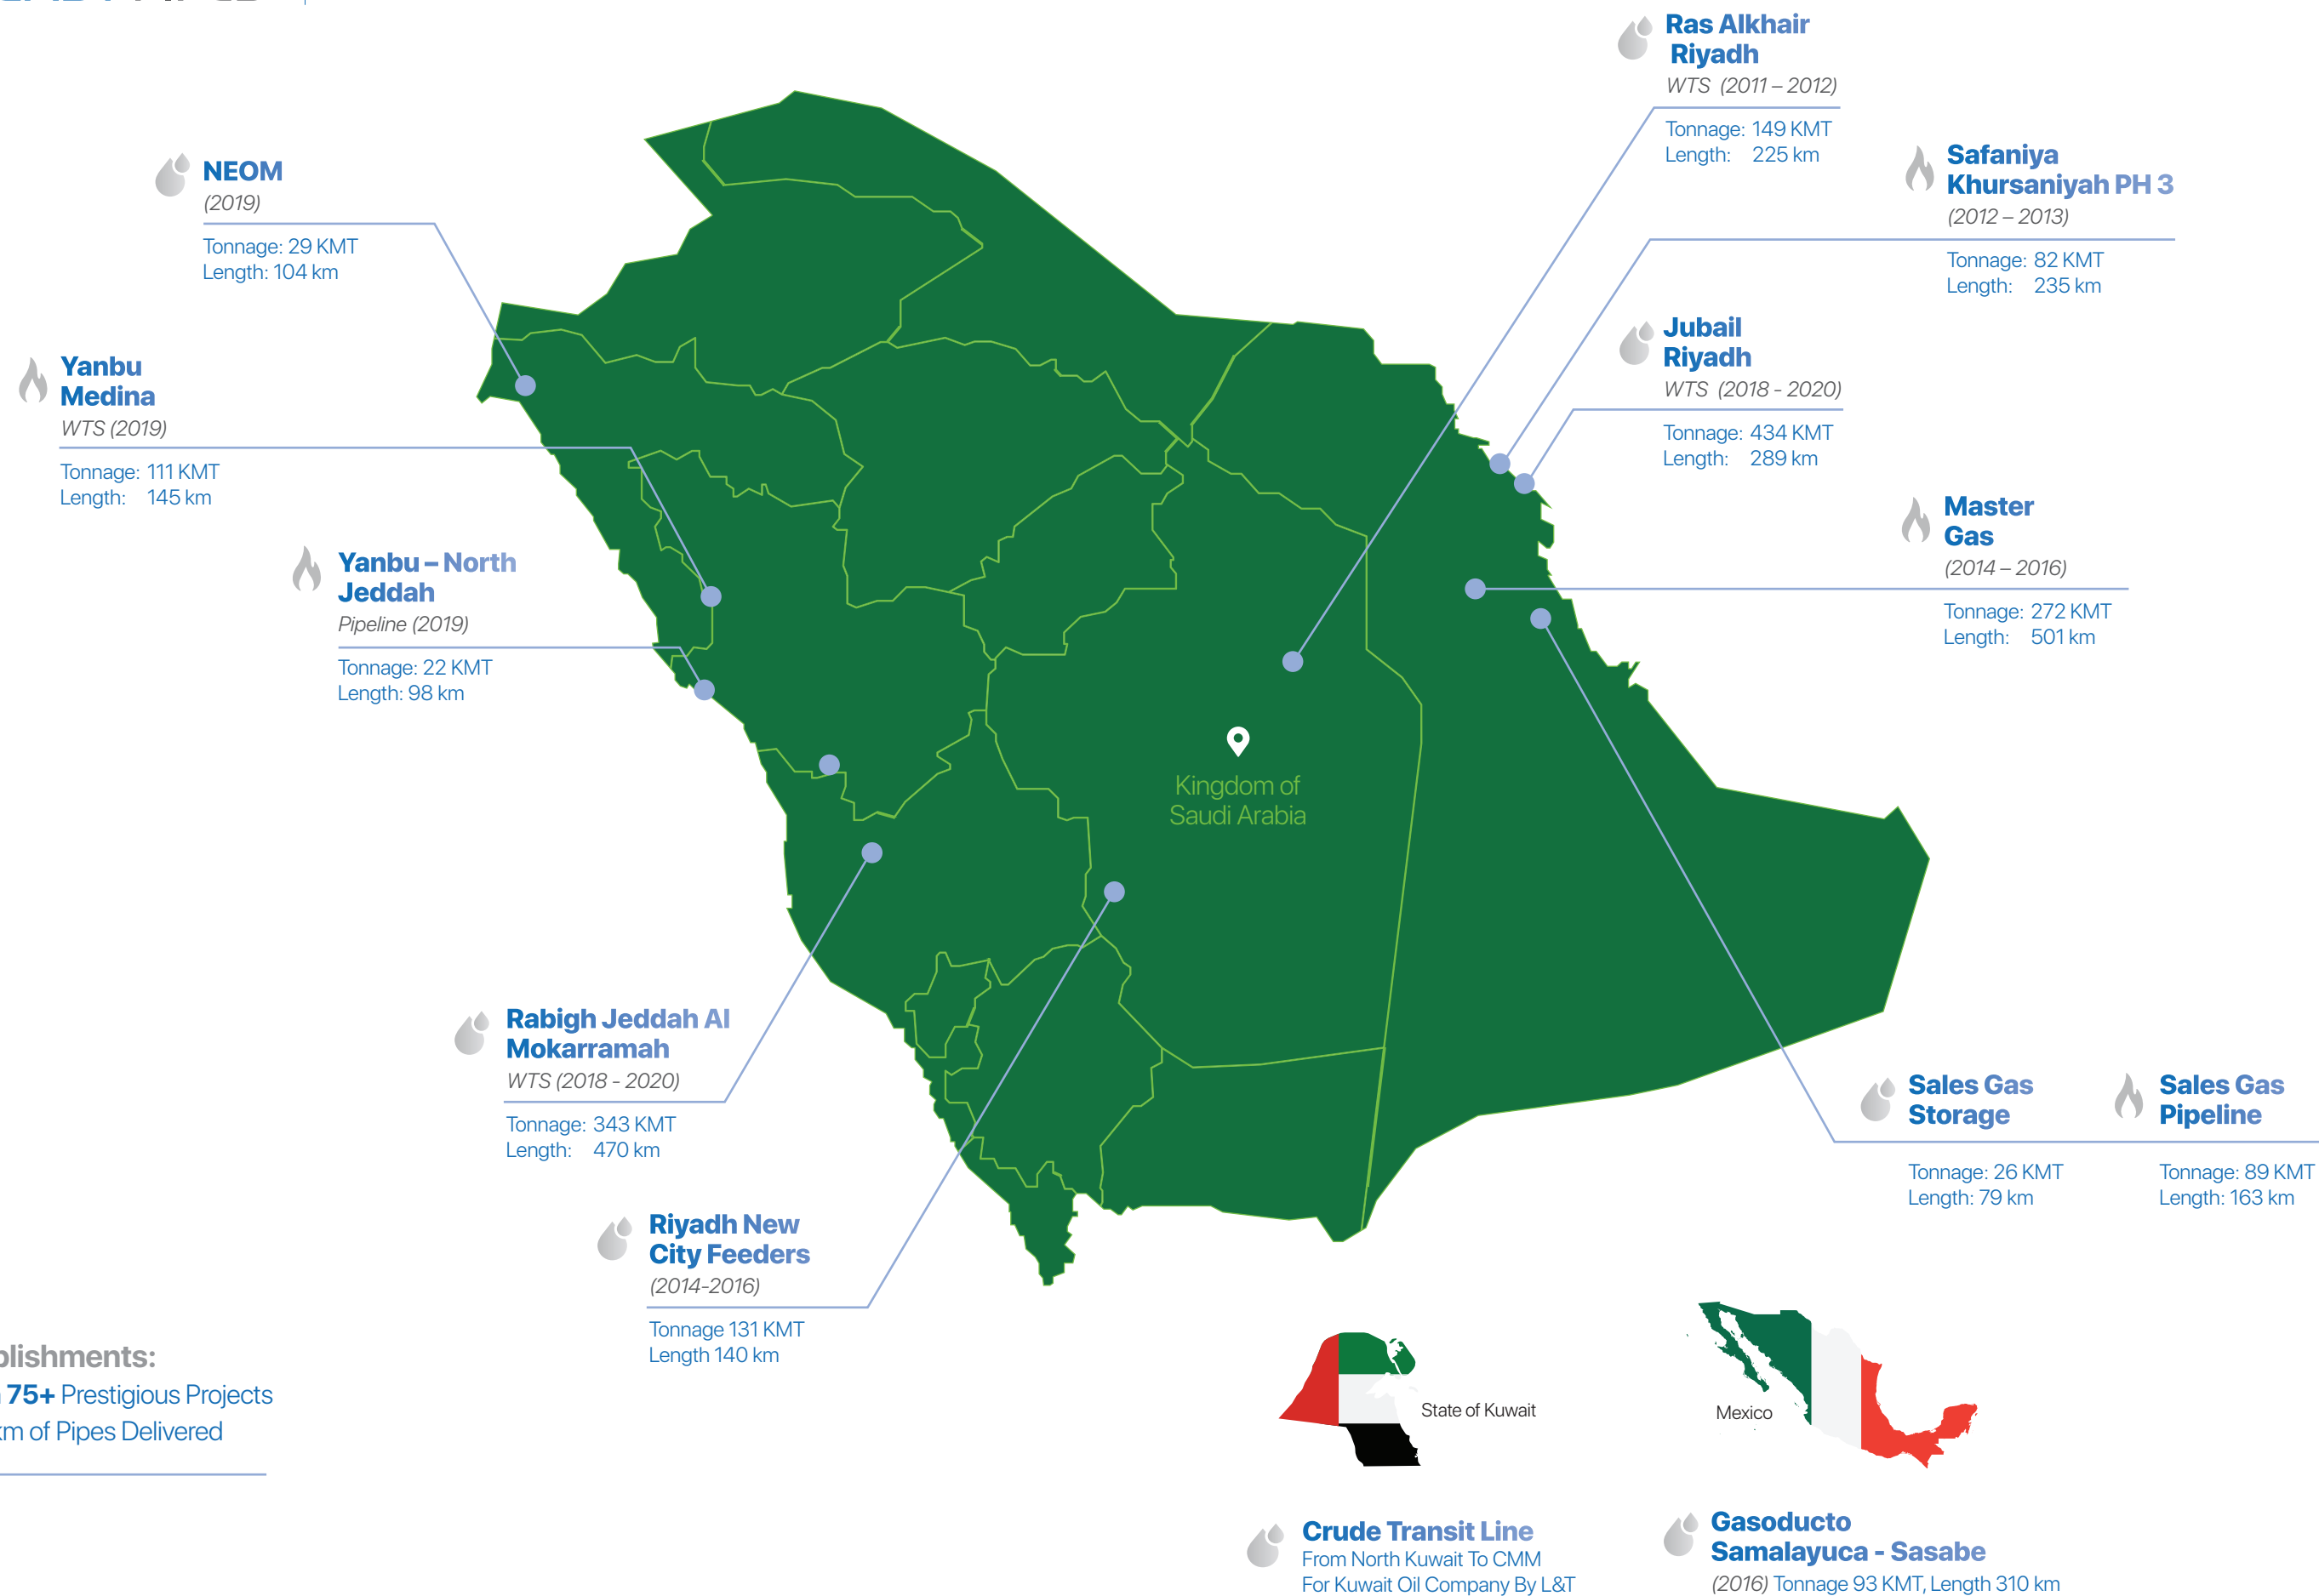 Ras Alkhair
Riyadh
WTS (2011 – 2012)
Tonnage: 149 KMT
Length: 225 km
Safaniya
Khursaniyah PH 3
(2012 – 2013)
Tonnage: 82 KMT
Length: 235 km
NEOM
(2019)
Tonnage: 29 KMT
Length: 104 km
Jubail
Riyadh
WTS (2018 - 2020)
Tonnage: 434 KMT
Length: 289 km
Yanbu
Medina
WTS (2019)
Tonnage: 111 KMT
Length: 145 km
Master
Gas
(2014 – 2016)
Tonnage: 272 KMT
Length: 501 km
Yanbu – North
Jeddah
Pipeline (2019)
Tonnage: 22 KMT
Length: 98 km
Kingdom of
Saudi Arabia
Rabigh Jeddah Al
Mokarramah
WTS (2018 - 2020)
Tonnage: 343 KMT
Length: 470 km
Sales Gas
Storage
Tonnage: 26 KMT
Length: 79 km
Sales Gas
Pipeline
Tonnage: 89 KMT
Length: 163 km
Riyadh New
City Feeders
(2014-2016)
Tonnage 131 KMT
Length 140 km
plishments:
75+ Prestigious Projects
km of Pipes Delivered
State of Kuwait
Mexico
Crude Transit Line
From North Kuwait To CMM
For Kuwait Oil Company By L&T
Gasoducto
Samalayuca - Sasabe
(2016) Tonnage 93 KMT, Length 310 km